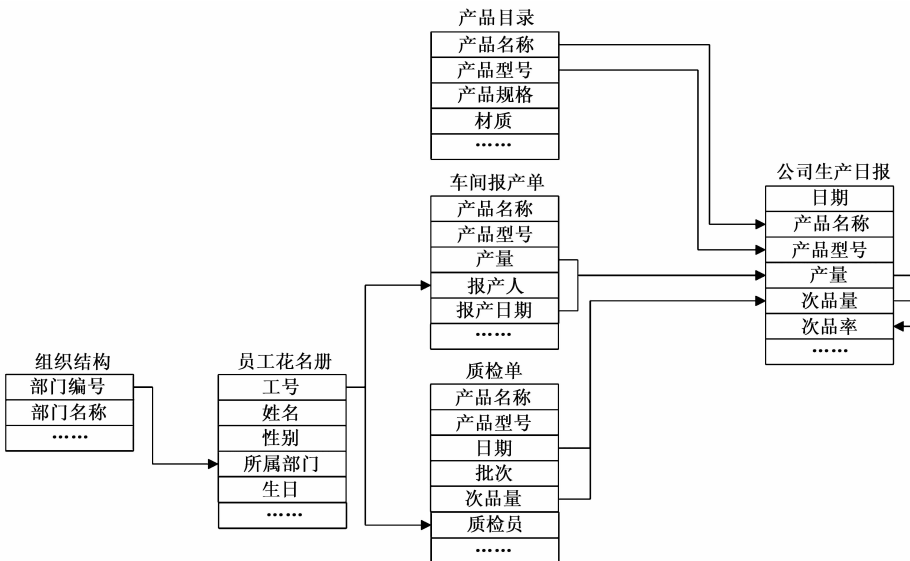 产品目录
产品名称
产品型号
产品规格
材质
……
车间报产单
产品名称
产品型号
产量
报产人
报产日期
……
公司生产日报
日期
产品名称
产品型号
产量
次品量
次品率
……
组织结构
部门编号
部门名称
……
员工花名册
工号
姓名
性别
所属部门
生日
……
质检单
产品名称
产品型号
日期
批次
次品量
质检员
……